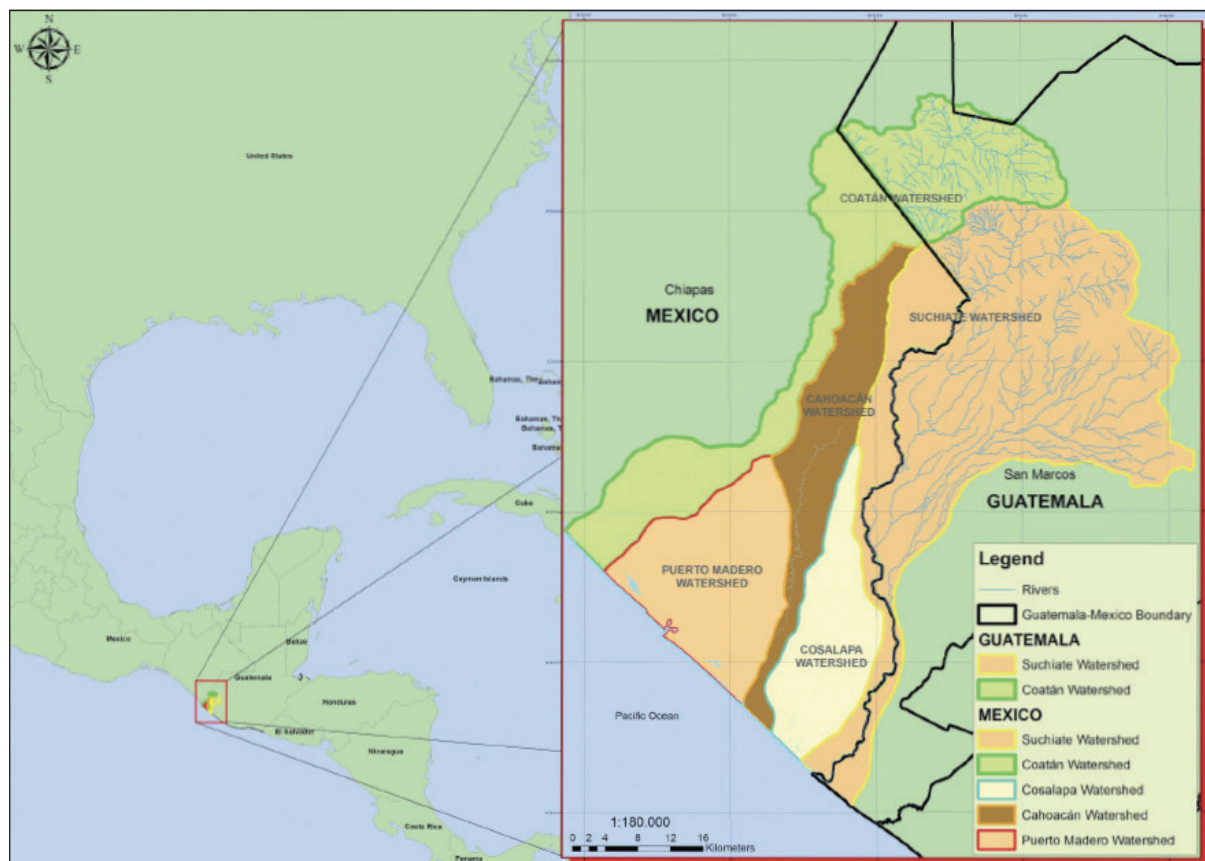 N
W
E
S
United States
Bahamas, The
Cuba
Cayman Islands
Mexico
Belize
Guatemala
Honduras
El Salvador
Nicaragua
Costa Rica
Panama
COATÁN WATERSHED
Chiapas
MEXICO
SUCHIATE WATERSHED
CAHOACÁN
WATERSHED
San Marcos
GUATEMALA
PUERTO MADERO
WATERSHED
COSALAPA
WATERSHED
Pacific Ocean
1:180.000
0 2 4 8 12 16
Kilometers
Legend
Rivers
Guatemala-Mexico Boundary
GUATEMALA
Suchiate Watershed
Coatán Watershed
MEXICO
Suchiate Watershed
Coatán Watershed
Cosalapa Watershed
Cahoacán Watershed
Puerto Madero Watershed